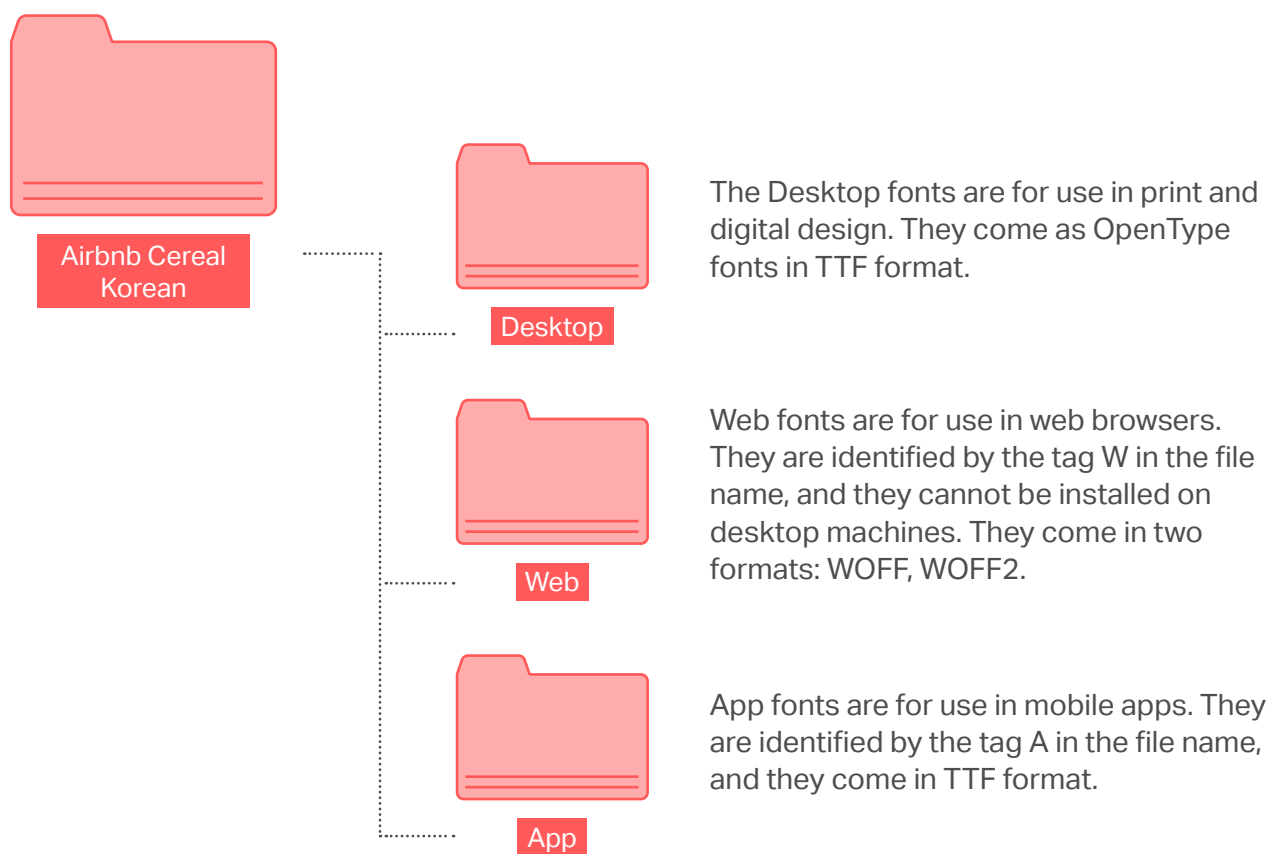 Airbnb Cereal
Korean
The Desktop fonts are for use in print and
digital design. They come as OpenType
fonts in TTF format.
Desktop
Web fonts are for use in web browsers.
They are identified by the tag W in the file
name, and they cannot be installed on
desktop machines. They come in two
formats: WOFF, WOFF2.
Web
App fonts are for use in mobile apps. They
are identified by the tag A in the file name,
and they come in TTF format.
App